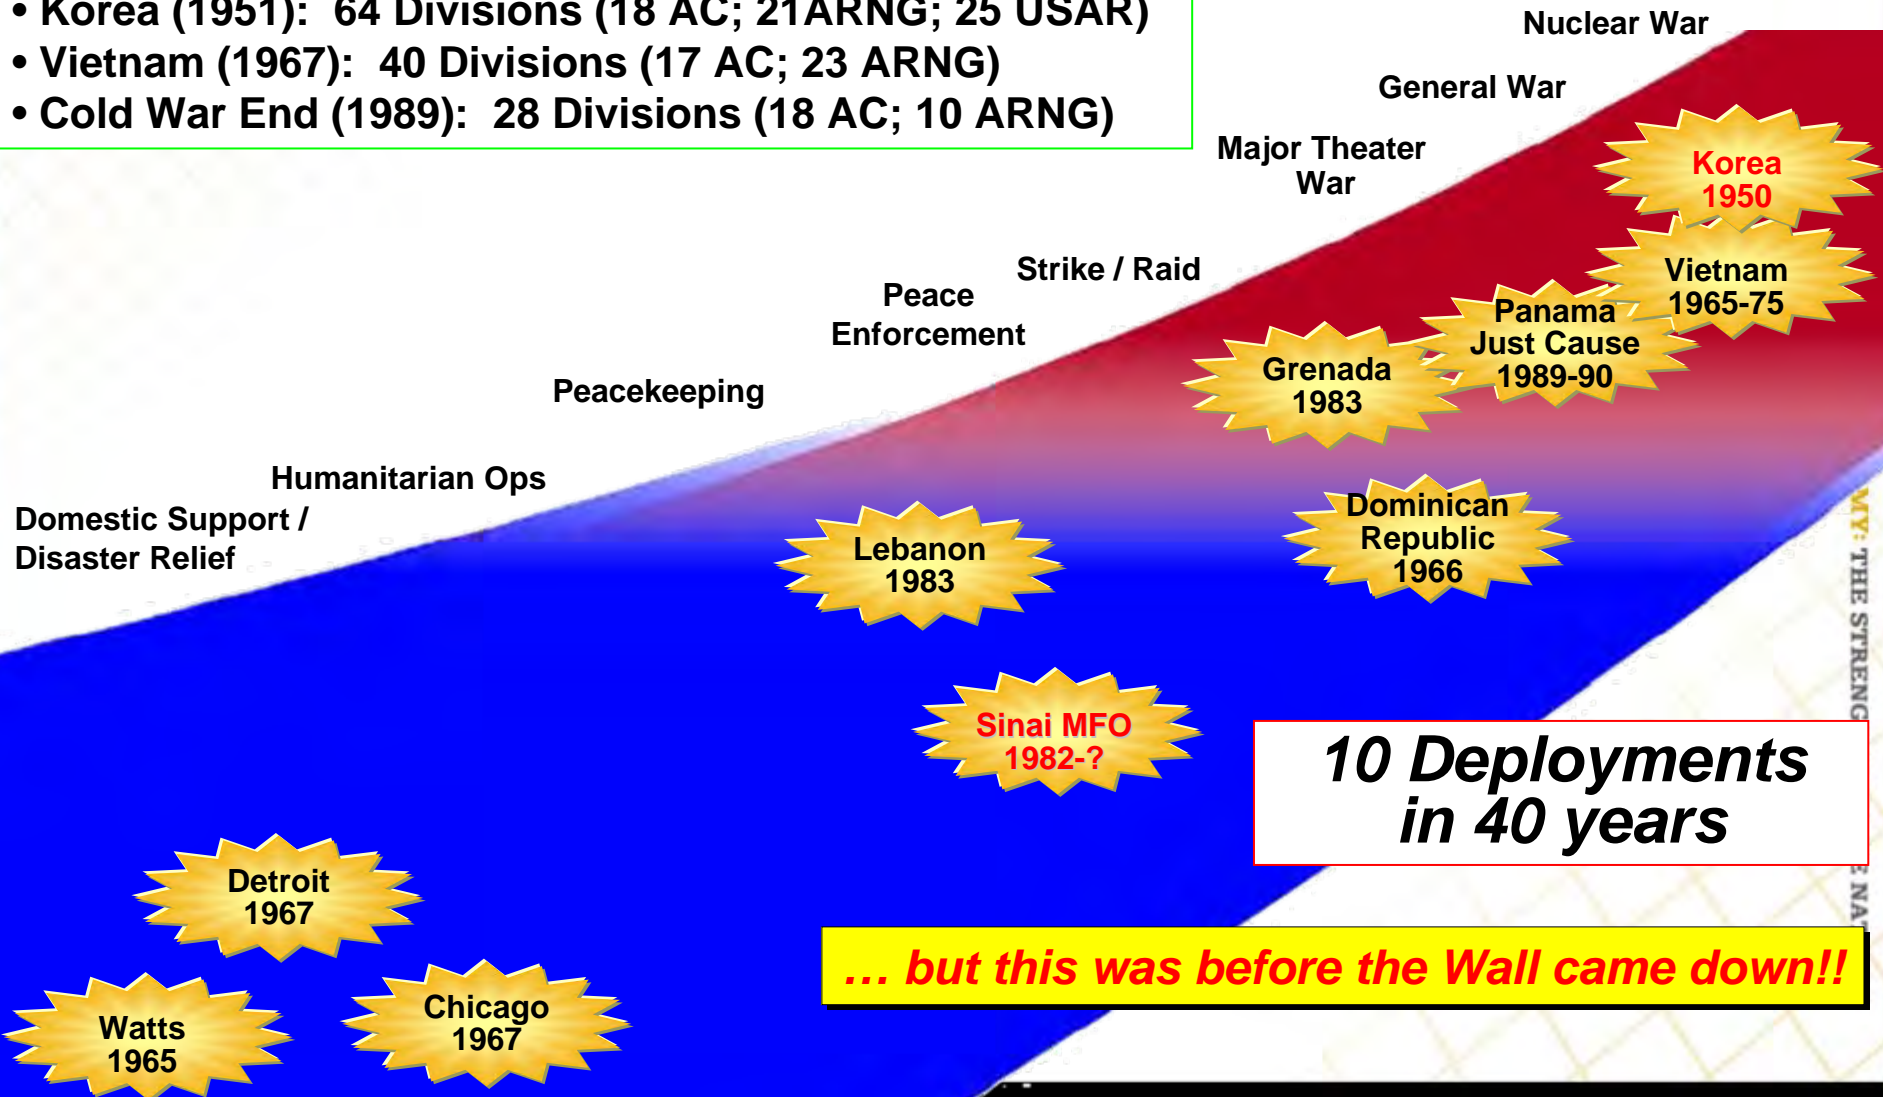 • Korea (1951): 64 Divisions (18 AC; 21ARNG; 25 USAR)
• Vietnam (1967): 40 Divisions (17 AC; 23 ARNG)
• Cold War End (1989): 28 Divisions (18 AC; 10 ARNG)
Nuclear War
General War
Major Theater
War
Strike / Raid
Peace
Enforcement
Peacekeeping
Humanitarian Ops
Domestic Support /
Disaster Relief
Korea
1950
Vietnam
1965-75
Panama
Just Cause
1989-90
Grenada
1983
Dominican
Republic
1966
Lebanon
1983
Sinai MFO
1982-?
Detroit
1967
Chicago
1967
Watts
1965
10 Deployments
in 40 years
… but this was before the Wall came down!!
MY: THE STRENG
E NAT